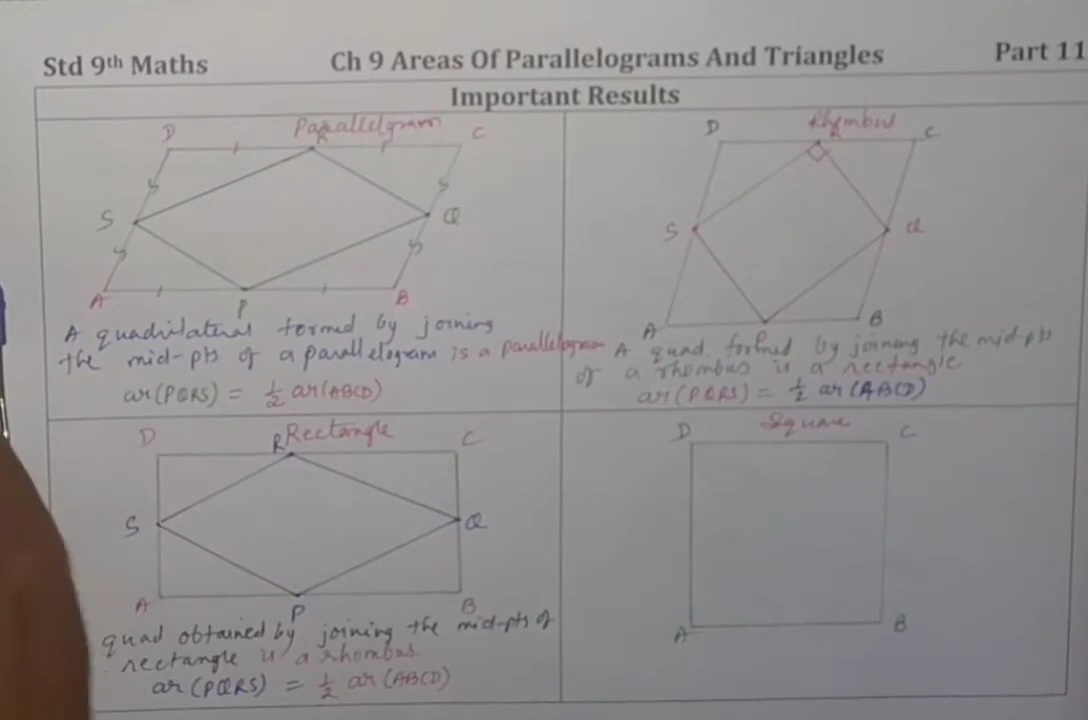 Std 9th Maths Ch 9 Areas Of Parallelograms And Triangles Part 11
Important Results
D Parallelgram C
R
S Q
A P B
A quadrilateral formed by joining
the mid-pts of a parallelogram is a parallelogram
ar(PQRS) = 1/2 ar(ABCD)
D Rhombus C
R
S Q
A P B
A quad. formed by joining the mid-pts
of a rhombus is a rectangle
ar(PQRS) = 1/2 ar(ABCD)
D R Rectangle C
S Q
A P B
quad obtained by joining the mid-pts of
rectangle is a rhombus.
ar(PQRS) = 1/2 ar(ABCD)
D Square C
A B